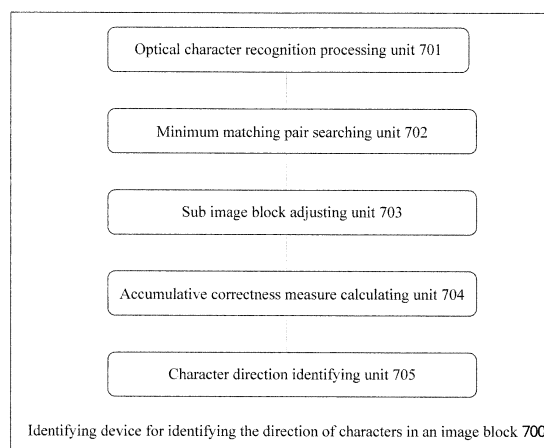 Optical character recognition processing unit 701
Minimum matching pair searching unit 702
Sub image block adjusting unit 703
Accumulative correctness measure calculating unit 704
Character direction identifying unit 705
Identifying device for identifying the direction of characters in an image block 700